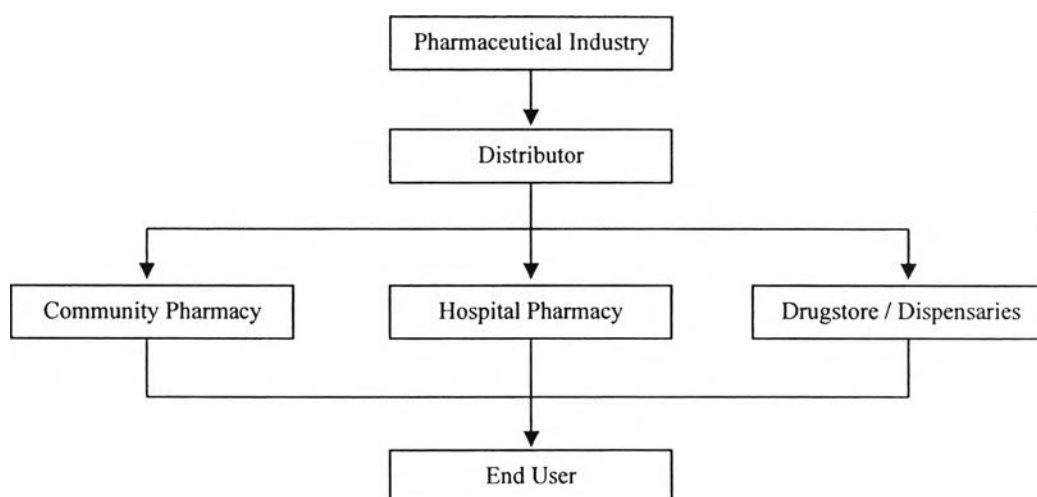 Pharmaceutical Industry
Distributor
Community Pharmacy
Hospital Pharmacy
Drugstore / Dispensaries
End User